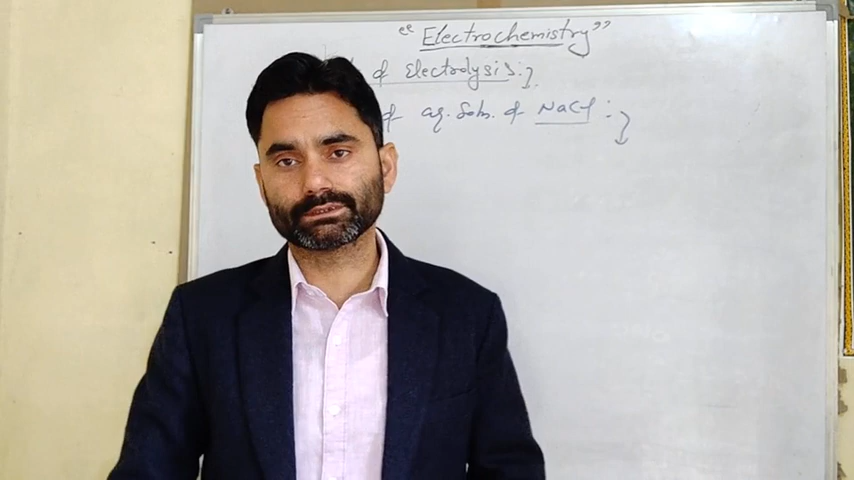 “Electrochemistry”
of Electrolysis:
of aq. Soln. of NaCl :